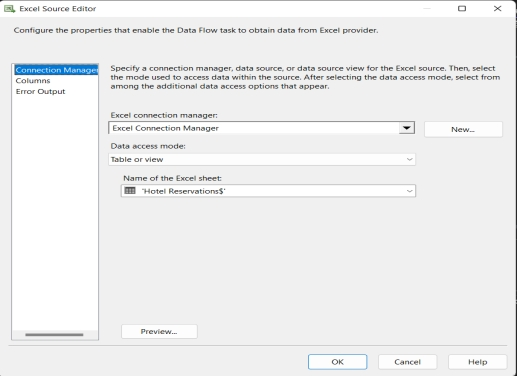 Excel Source Editor
Configure the properties that enable the Data Flow task to obtain data from Excel provider.
Connection Manager
Columns
Error Output
Specify a connection manager, data source, or data source view for the Excel source. Then, select
the mode used to access data within the source. After selecting the data access mode, select from
among the additional data access options that appear.
Excel connection manager:
Excel Connection Manager
New...
Data access mode:
Table or view
Name of the Excel sheet:
'Hotel Reservations$'
Preview...
OK
Cancel
Help